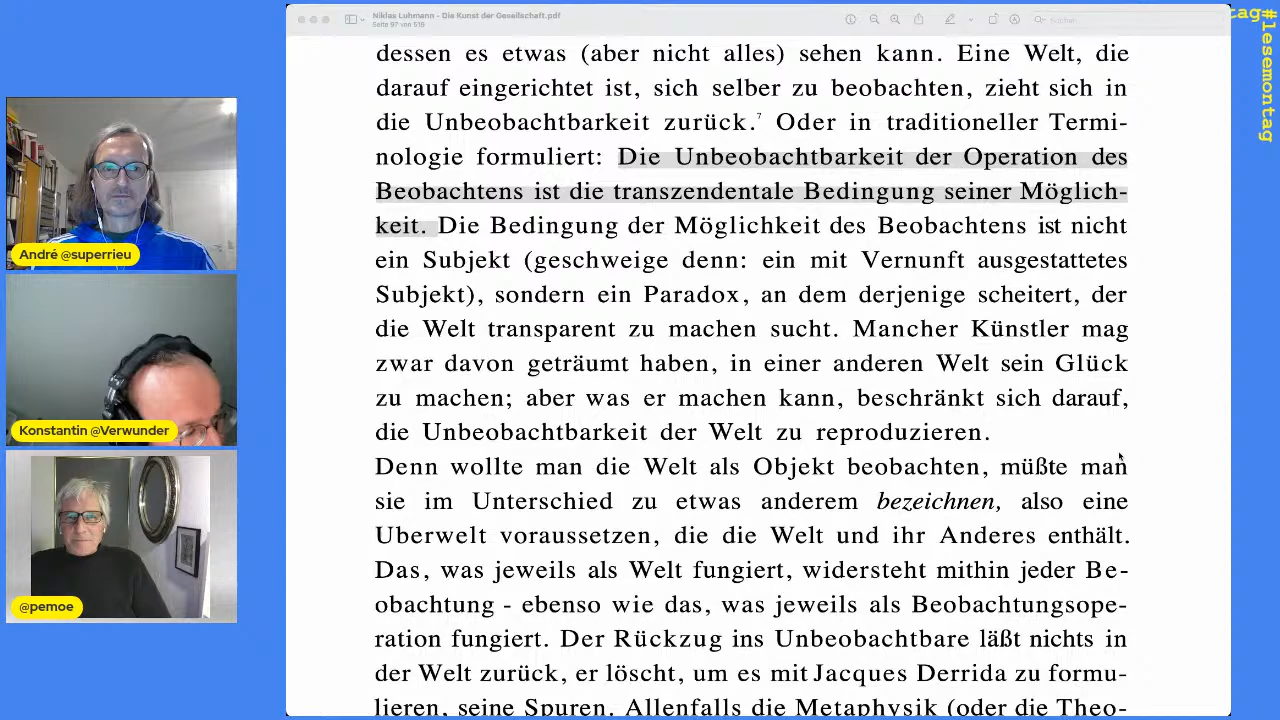 Niklas Luhmann - Die Kunst der Gesellschaft.pdf
Seite 97 von 519
Suchen
tag#lesemontag
dessen es etwas (aber nicht alles) sehen kann. Eine Welt, die
darauf eingerichtet ist, sich selber zu beobachten, zieht sich in
die Unbeobachtbarkeit zurück.⁷ Oder in traditioneller Termi-
nologie formuliert: Die Unbeobachtbarkeit der Operation des
Beobachtens ist die transzendentale Bedingung seiner Möglich-
keit. Die Bedingung der Möglichkeit des Beobachtens ist nicht
ein Subjekt (geschweige denn: ein mit Vernunft ausgestattetes
Subjekt), sondern ein Paradox, an dem derjenige scheitert, der
die Welt transparent zu machen sucht. Mancher Künstler mag
zwar davon geträumt haben, in einer anderen Welt sein Glück
zu machen; aber was er machen kann, beschränkt sich darauf,
die Unbeobachtbarkeit der Welt zu reproduzieren.
Denn wollte man die Welt als Objekt beobachten, müßte man
sie im Unterschied zu etwas anderem bezeichnen, also eine
Uberwelt voraussetzen, die die Welt und ihr Anderes enthält.
Das, was jeweils als Welt fungiert, widersteht mithin jeder Be-
obachtung - ebenso wie das, was jeweils als Beobachtungsope-
ration fungiert. Der Rückzug ins Unbeobachtbare läßt nichts in
der Welt zurück, er löscht, um es mit Jacques Derrida zu formu-
lieren, seine Spuren. Allenfalls die Metaphysik (oder die Theo-
André @superrieu
Konstantin @Verwunder
@pemoe